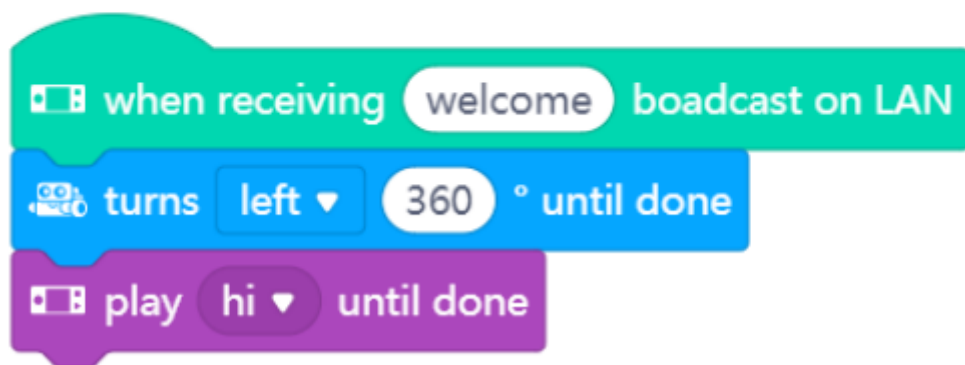 when receiving welcome boadcast on LAN
turns left 360 ° until done
play hi until done